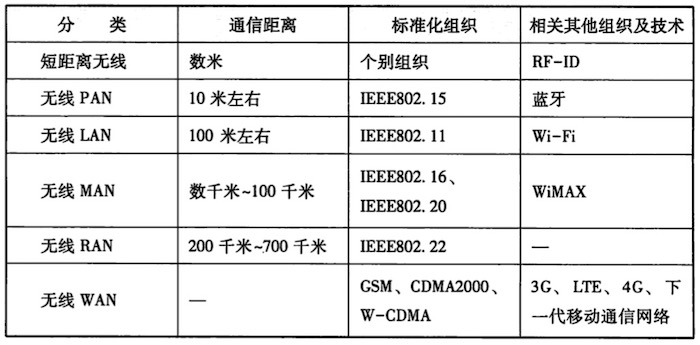 分 类 通信距离 标准化组织 相关其他组织及技术
短距离无线 数米 个别组织 RF-ID
无线 PAN 10 米左右 IEEE802.15 蓝牙
无线 LAN 100 米左右 IEEE802.11 Wi-Fi
无线 MAN 数千米~100 千米 IEEE802.16、 WiMAX
IEEE802.20
无线 RAN 200 千米~700 千米 IEEE802.22 —
无线 WAN — GSM、CDMA2000、 3G、LTE、4G、下
W-CDMA 一代移动通信网络